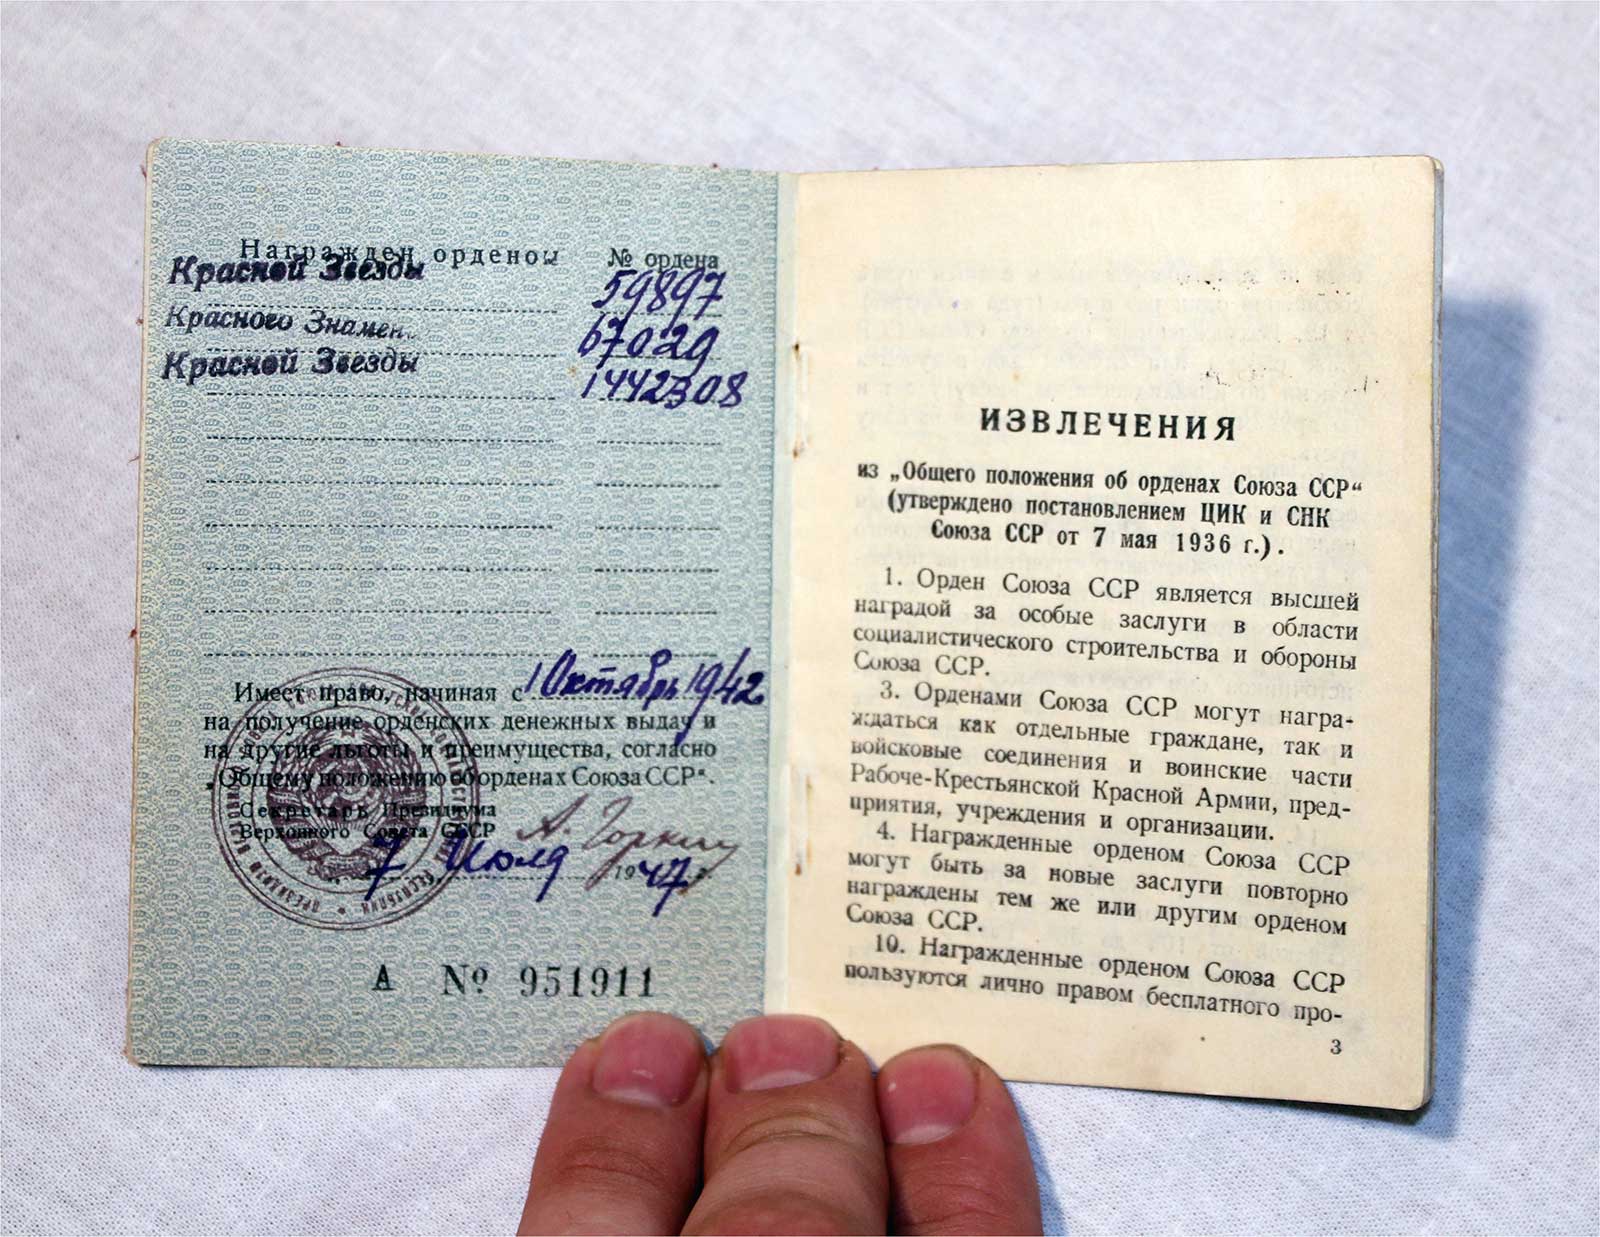 Награжден орденом № ордена
Красной Звезды 59897
Красного Знамен 67029
Красной Звезды 1442308
Имеет право, начиная с 1 Октябрь 1942
на получение орденских денежных выдач и
на другие льготы и преимущества, согласно
„Общему положению об орденах Союза ССР“.
Секретарь Президиума
Верховного Совета СССР А. Горкин
7 Июля 1947 г.
А № 951911
ИЗВЛЕЧЕНИЯ
из „Общего положения об орденах Союза ССР“
(утверждено постановлением ЦИК и СНК
Союза ССР от 7 мая 1936 г.).
1. Орден Союза ССР является высшей
наградой за особые заслуги в области
социалистического строительства и обороны
Союза ССР.
3. Орденами Союза ССР могут награ-
ждаться как отдельные граждане, так и
войсковые соединения и воинские части
Рабоче-Крестьянской Красной Армии, пред-
приятия, учреждения и организации.
4. Награжденные орденом Союза ССР
могут быть за новые заслуги повторно
награждены тем же или другим орденом
Союза ССР.
10. Награжденные орденом Союза ССР
пользуются лично правом бесплатного про-
3